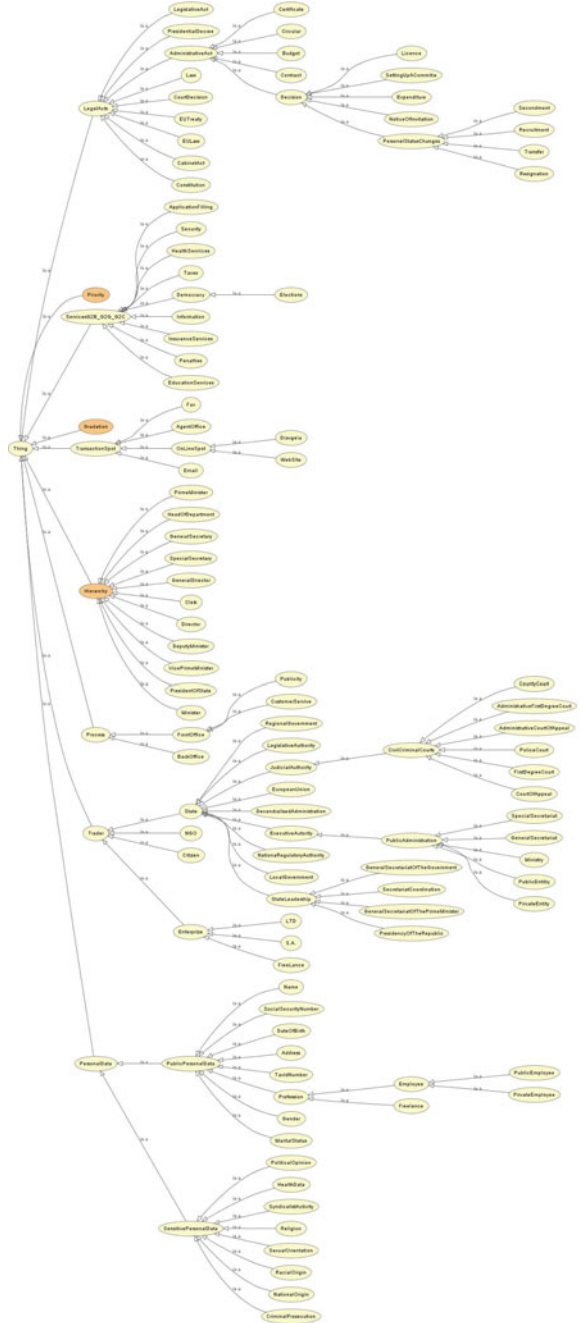 LegislativeAct
PresidentialDecree
AdministrativeAct
Law
CourtDecision
EUTreaty
EULaw
CabinetAct
Constitution
LegalActs
Certificate
Circular
Budget
Contract
Decision
Licence
SettingUpACommitte
Expenditure
NoticeOfInvitation
PersonelStatusChanges
Secondment
Recruitment
Transfer
Resignation
ApplicationFilling
Security
HealthServices
Taxes
Democracy
Elections
Information
InsuranceServices
Penalties
EducationServices
Priority
ServicesB2B_B2G_B2C
Gradation
Thing
TransactionSpot
Fax
AgentOffice
OnLineSpot
Email
Diavgeia
WebSite
PrimeMinister
HeadOfDepartment
GeneralSecretary
SpecialSecretary
GeneralDirector
Hierarchy
Director
DeputyMinister
VicePrimeMinister
PresidentOfState
Minister
Process
FrontOffice
BackOffice
Publicity
CustomerService
RegionalGovernment
LegislativeAuthority
JudicialAuthority
EuropeanUnion
DecentralisedAdministration
NationalRegulatoryAuthority
LocalGovernment
StateLeadership
CivilCriminalCourts
CountyCourt
AdministrativeFirstDegreeCourt
AdministrativeCourtOfAppeal
PoliceCourt
FirstDegreeCourt
CourtOfAppeal
PublicAdministration
SpecialSecretariat
GeneralSecretariat
Ministry
PublicEntity
PrivateEntity
GeneralSecretariatOfTheGovernment
SecretariatCoordination
GeneralSecretariatOfThePrimeMinister
PresidencyOfTheRepublic
Trader
State
NGO
Citizen
Enterprise
LTD
S.A.
FreeLance
PersonalData
PublicPersonalData
Name
SocialSecurityNumber
DateOfBirth
Address
TaxIdNumber
Profession
Gender
MaritalStatus
Employee
Freelance
PublicEmployee
PrivateEmployee
SensitivePersonalData
PoliticalOpinion
HealthData
Religion
SexualOrientation
RacialOrigin
NationalOrigin
CriminalProsecution